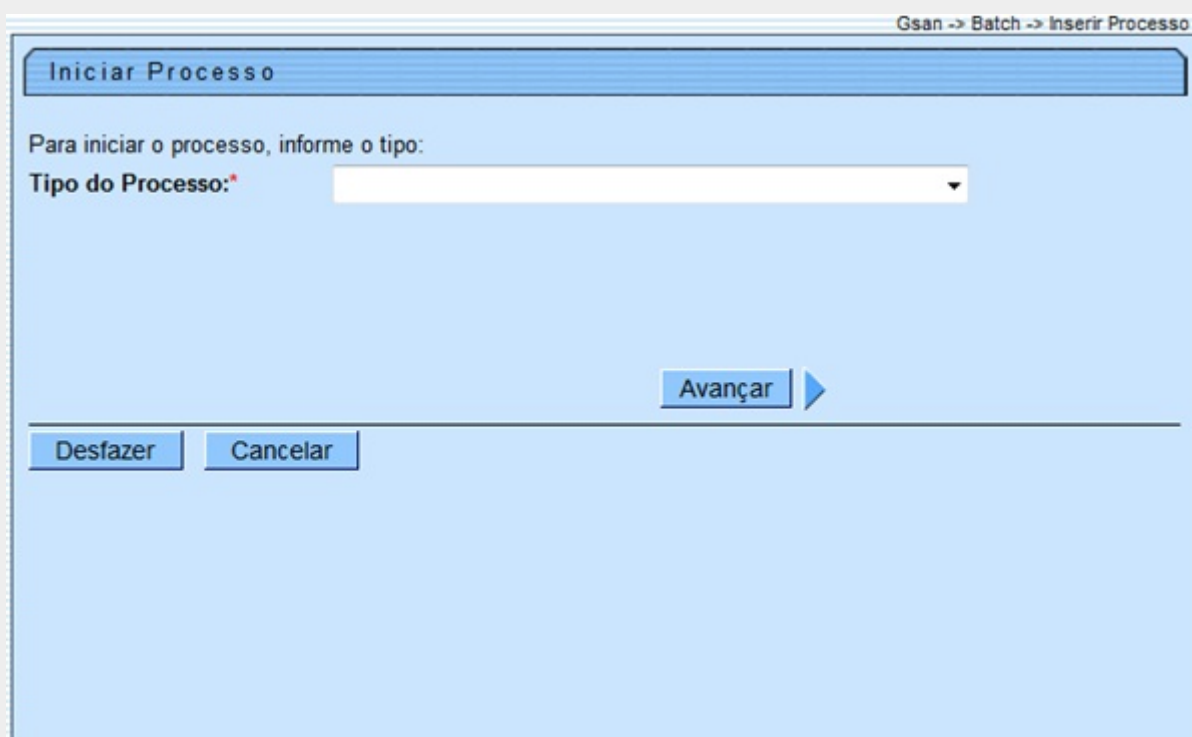 Gsan -> Batch -> Inserir Processo
Iniciar Processo
Para iniciar o processo, informe o tipo:
Tipo do Processo:*
Avançar
Desfazer Cancelar